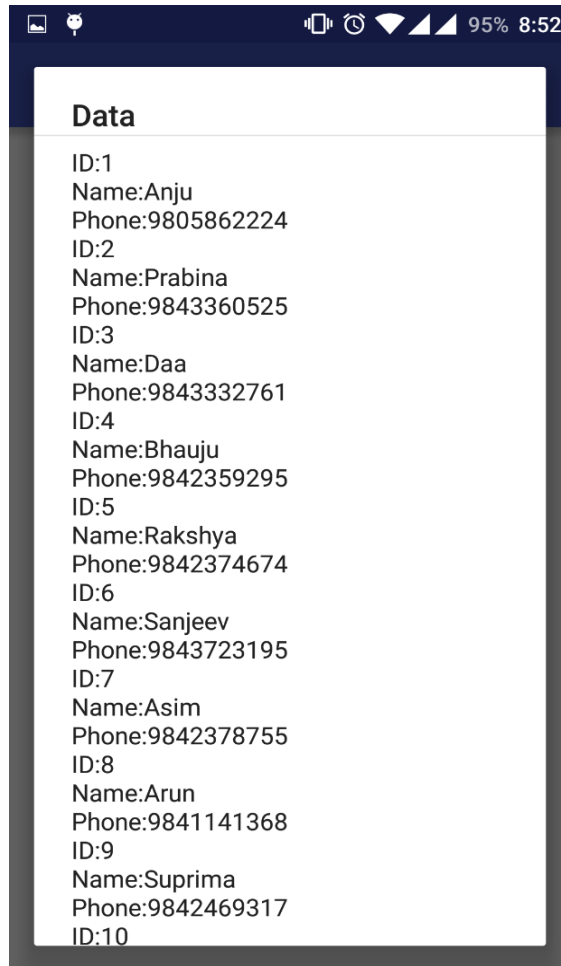 95% 8:52
Data
ID:1
Name:Anju
Phone:9805862224
ID:2
Name:Prabina
Phone:9843360525
ID:3
Name:Daa
Phone:9843332761
ID:4
Name:Bhauju
Phone:9842359295
ID:5
Name:Rakshya
Phone:9842374674
ID:6
Name:Sanjeev
Phone:9843723195
ID:7
Name:Asim
Phone:9842378755
ID:8
Name:Arun
Phone:9841141368
ID:9
Name:Suprima
Phone:9842469317
ID:10